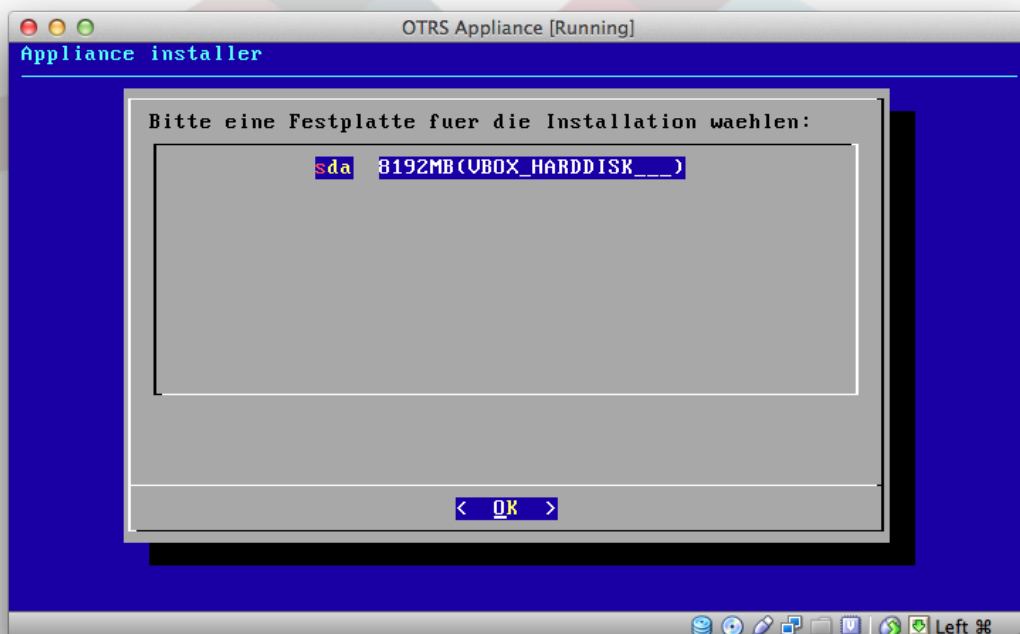 OTRS Appliance [Running]
Appliance installer
Bitte eine Festplatte fuer die Installation waehlen:
sda 8192MB(VBOX_HARDDISK___)
< OK >
Left ⌘